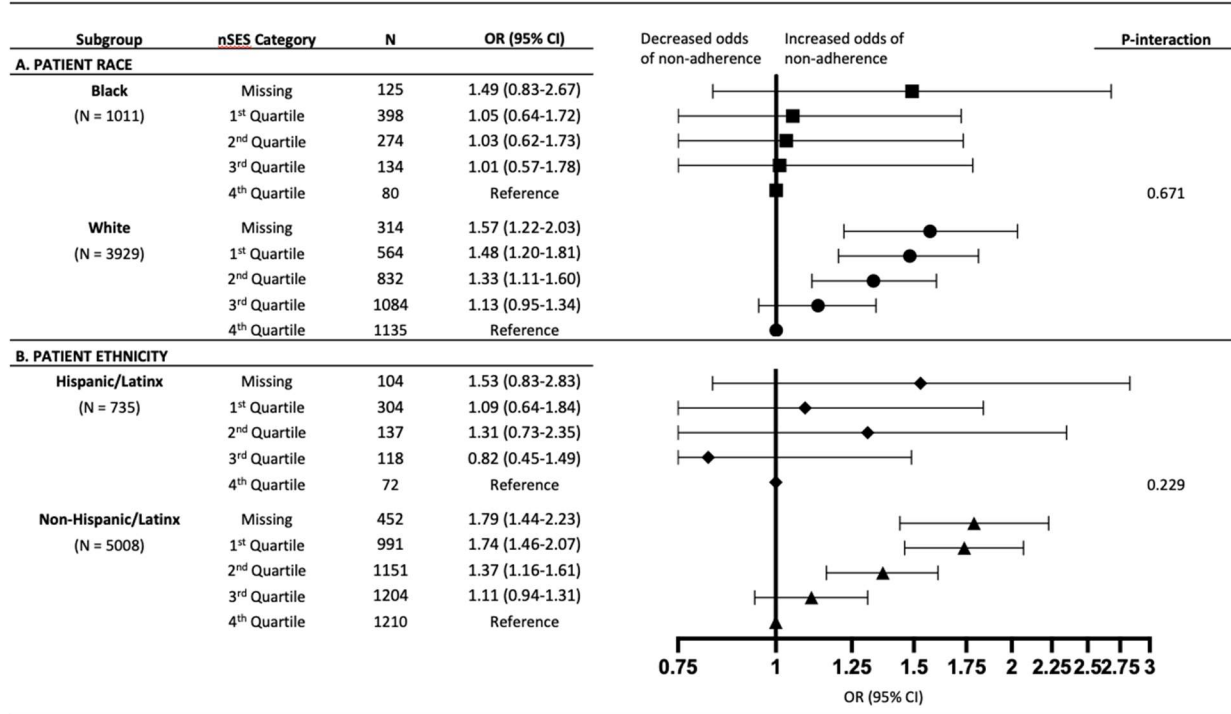 Subgroup nSES Category N OR (95% CI) Decreased odds of non-adherence Increased odds of non-adherence P-interaction
A. PATIENT RACE
Black Missing 125 1.49 (0.83-2.67)
(N = 1011) 1st Quartile 398 1.05 (0.64-1.72)
2nd Quartile 274 1.03 (0.62-1.73)
3rd Quartile 134 1.01 (0.57-1.78)
4th Quartile 80 Reference 0.671
White Missing 314 1.57 (1.22-2.03)
(N = 3929) 1st Quartile 564 1.48 (1.20-1.81)
2nd Quartile 832 1.33 (1.11-1.60)
3rd Quartile 1084 1.13 (0.95-1.34)
4th Quartile 1135 Reference
B. PATIENT ETHNICITY
Hispanic/Latinx Missing 104 1.53 (0.83-2.83)
(N = 735) 1st Quartile 304 1.09 (0.64-1.84)
2nd Quartile 137 1.31 (0.73-2.35)
3rd Quartile 118 0.82 (0.45-1.49)
4th Quartile 72 Reference 0.229
Non-Hispanic/Latinx Missing 452 1.79 (1.44-2.23)
(N = 5008) 1st Quartile 991 1.74 (1.46-2.07)
2nd Quartile 1151 1.37 (1.16-1.61)
3rd Quartile 1204 1.11 (0.94-1.31)
4th Quartile 1210 Reference
0.75 1 1.25 1.5 1.75 2 2.25 2.5 2.75 3
OR (95% CI)